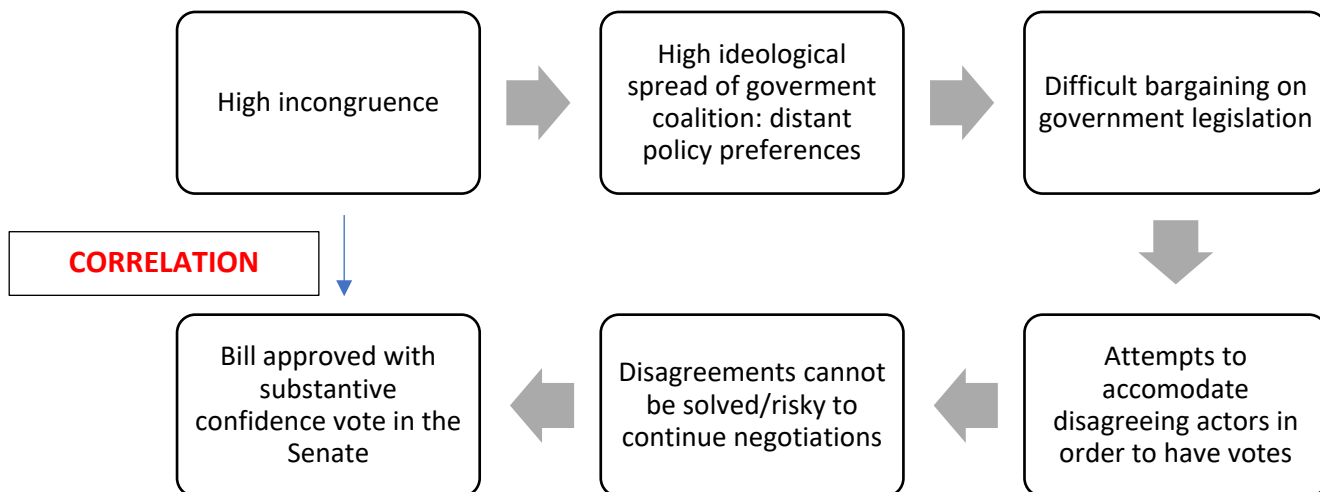 High incongruence
High ideological
spread of goverment
coalition: distant
policy preferences
Difficult bargaining on
government legislation
CORRELATION
Attempts to
accomodate
disagreeing actors in
order to have votes
Disagreements cannot
be solved/risky to
continue negotiations
Bill approved with
substantive
confidence vote in the
Senate